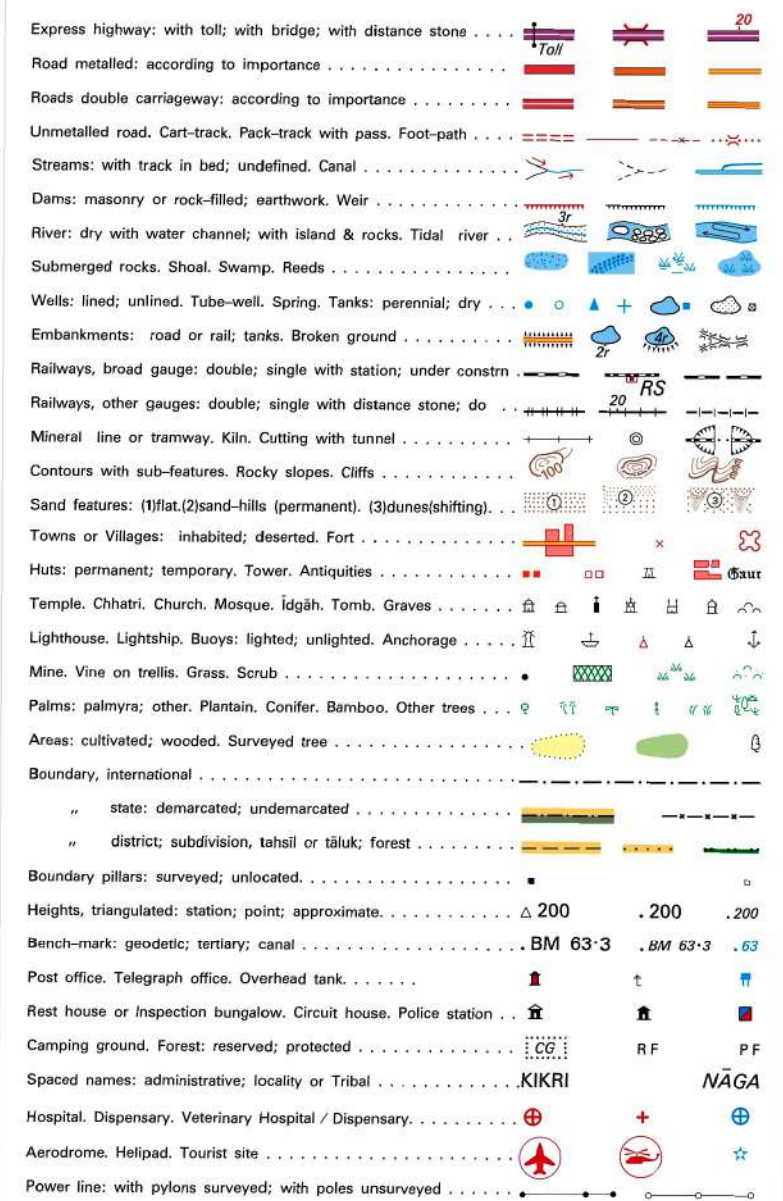 Express highway: with toll; with bridge; with distance stone . . . . Toll 20
Road metalled: according to importance . . . . . . . . . . . . . . . .
Roads double carriageway: according to importance . . . . . . . . .
Unmetalled road. Cart-track. Pack-track with pass. Foot-path . . . .
Streams: with track in bed; undefined. Canal . . . . . . . . . . . . .
Dams: masonry or rock-filled; earthwork. Weir . . . . . . . . . . . .
River: dry with water channel; with island & rocks. Tidal river . . 3r
Submerged rocks. Shoal. Swamp. Reeds . . . . . . . . . . . . . . .
Wells: lined; unlined. Tube-well. Spring. Tanks: perennial; dry . . .
Embankments: road or rail; tanks. Broken ground . . . . . . . . . . 2r 4r
Railways, broad gauge: double; single with station; under constrn . RS
Railways, other gauges: double; single with distance stone; do . . 20
Mineral line or tramway. Kiln. Cutting with tunnel . . . . . . . . . .
Contours with sub-features. Rocky slopes. Cliffs . . . . . . . . . . . 100
Sand features: (1)flat.(2)sand-hills (permanent). (3)dunes(shifting). . . 1 2 3
Towns or Villages: inhabited; deserted. Fort . . . . . . . . . . . . .
Huts: permanent; temporary. Tower. Antiquities . . . . . . . . . . . Gaur
Temple. Chhatri. Church. Mosque. Īdgāh. Tomb. Graves . . . . . . .
Lighthouse. Lightship. Buoys: lighted; unlighted. Anchorage . . . . .
Mine. Vine on trellis. Grass. Scrub . . . . . . . . . . . . . . . . . .
Palms: palmyra; other. Plantain. Conifer. Bamboo. Other trees . . .
Areas: cultivated; wooded. Surveyed tree . . . . . . . . . . . . . .
Boundary, international . . . . . . . . . . . . . . . . . . . . . . . .
„ state: demarcated; undemarcated . . . . . . . . . . . .
„ district; subdivision, tahsīl or tāluk; forest . . . . . . . .
Boundary pillars: surveyed; unlocated. . . . . . . . . . . . . . . . .
Heights, triangulated: station; point; approximate. . . . . . . . . . . 200 . 200 . 200
Bench-mark: geodetic; tertiary; canal . . . . . . . . . . . . . . . . . BM 63·3 . BM 63·3 . 63
Post office. Telegraph office. Overhead tank. . . . . . .
Rest house or Inspection bungalow. Circuit house. Police station . .
Camping ground. Forest: reserved; protected . . . . . . . . . . . . CG R F P F
Spaced names: administrative; locality or Tribal . . . . . . . . . . . KIKRI NĀGA
Hospital. Dispensary. Veterinary Hospital / Dispensary. . . . . . . . .
Aerodrome. Helipad. Tourist site . . . . . . . . . . . . . . . . . . .
Power line: with pylons surveyed; with poles unsurveyed . . . . . .